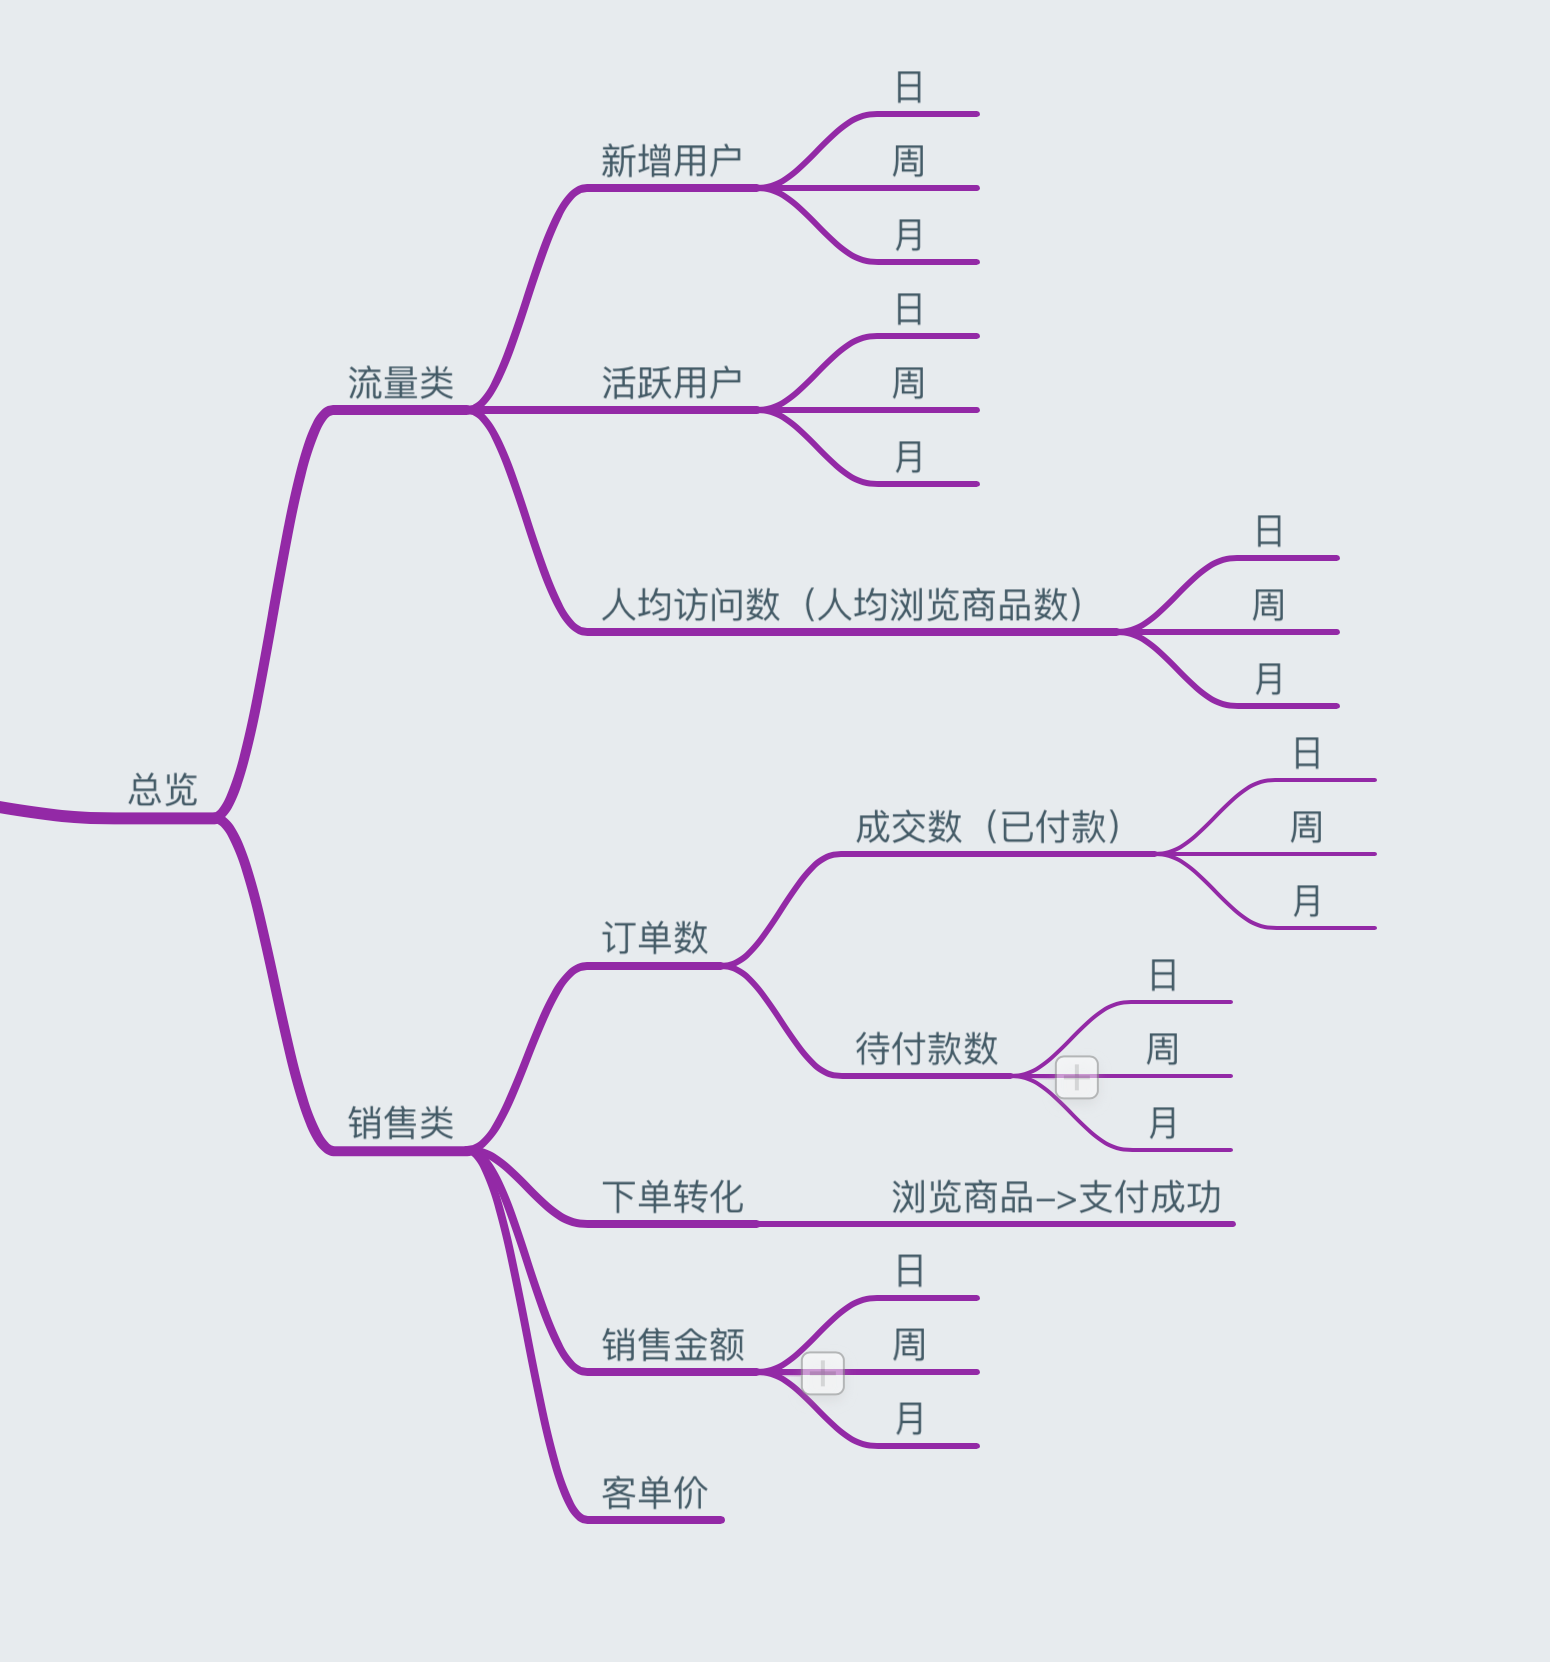 总览
流量类
新增用户
日
周
月
活跃用户
日
周
月
人均访问数（人均浏览商品数）
日
周
月
销售类
订单数
成交数（已付款）
日
周
月
待付款数
日
周
月
下单转化
浏览商品—>支付成功
销售金额
日
周
月
客单价